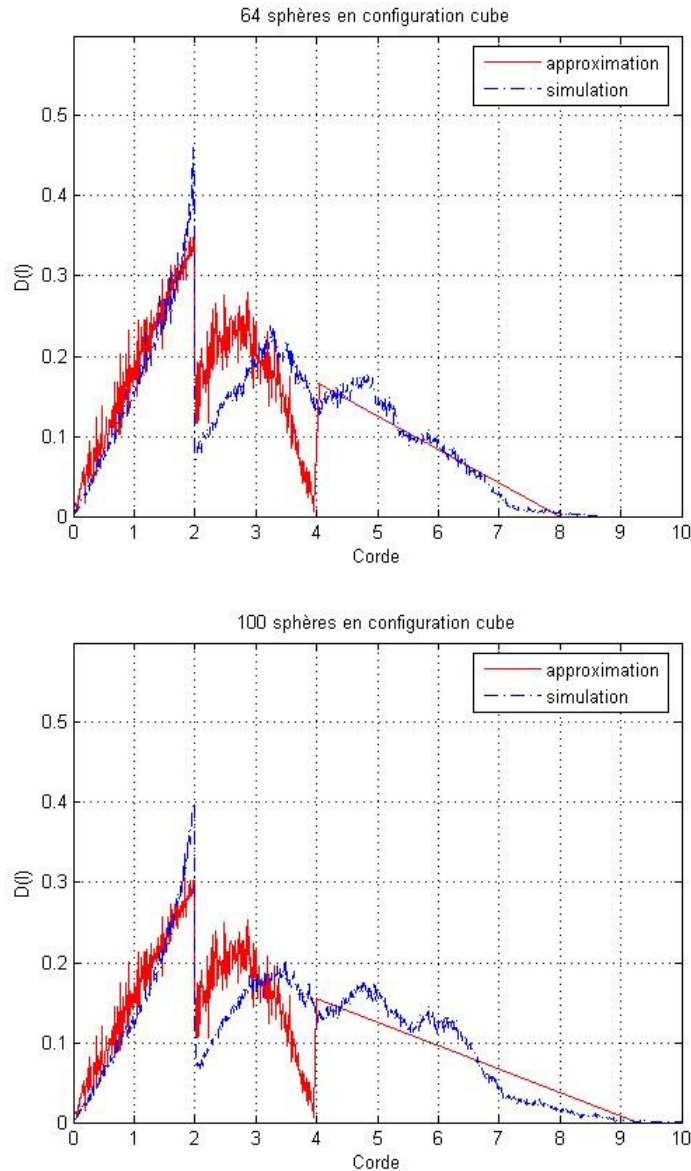 64 sphères en configuration cube
approximation
simulation
0.5
0.4
0.3
0.2
0.1
0
D(l)
0 1 2 3 4 5 6 7 8 9 10
Corde
100 sphères en configuration cube
approximation
simulation
0.5
0.4
0.3
0.2
0.1
0
D(l)
0 1 2 3 4 5 6 7 8 9 10
Corde